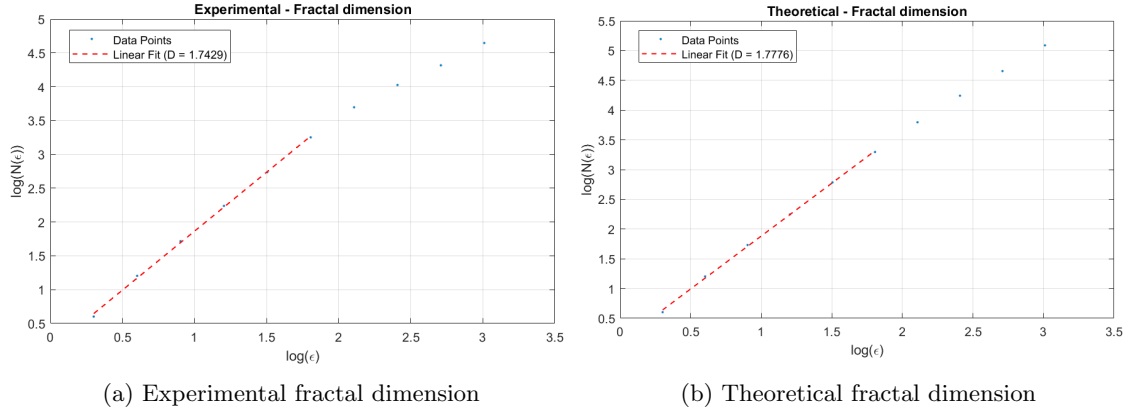 Experimental - Fractal dimension
Data Points
Linear Fit (D = 1.7429)
log(N(ϵ))
5
4.5
4
3.5
3
2.5
2
1.5
1
0.5
0 0.5 1 1.5 2 2.5 3 3.5
log(ϵ)
(a) Experimental fractal dimension
Theoretical - Fractal dimension
Data Points
Linear Fit (D = 1.7776)
log(N(ϵ))
5.5
5
4.5
4
3.5
3
2.5
2
1.5
1
0.5
0 0.5 1 1.5 2 2.5 3 3.5
log(ϵ)
(b) Theoretical fractal dimension